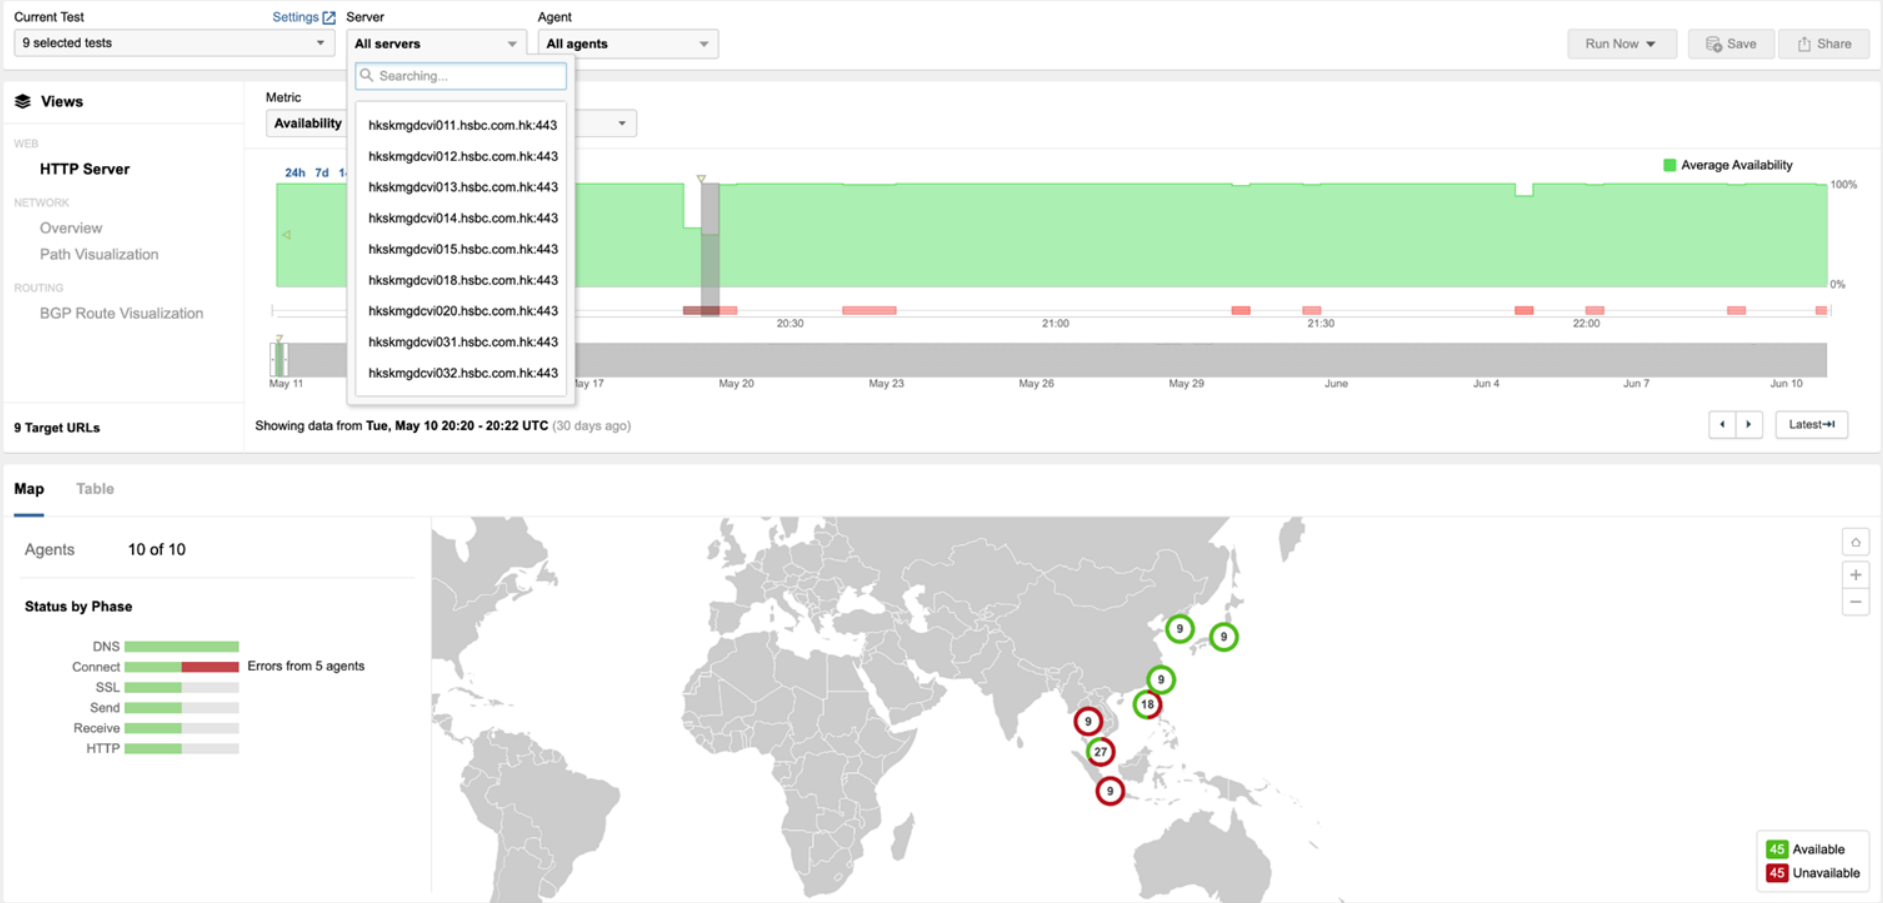 Current Test
Settings
Server
Agent
9 selected tests
All servers
All agents
Run Now
Save
Share
Searching...
Views
Metric
Availability
WEB
HTTP Server
NETWORK
Overview
Path Visualization
ROUTING
BGP Route Visualization
9 Target URLs
hkskmgdcvi011.hsbc.com.hk:443
hkskmgdcvi012.hsbc.com.hk:443
hkskmgdcvi013.hsbc.com.hk:443
hkskmgdcvi014.hsbc.com.hk:443
hkskmgdcvi015.hsbc.com.hk:443
hkskmgdcvi018.hsbc.com.hk:443
hkskmgdcvi020.hsbc.com.hk:443
hkskmgdcvi031.hsbc.com.hk:443
hkskmgdcvi032.hsbc.com.hk:443
24h 7d
Average Availability
100%
0%
20:30 21:00 21:30 22:00
May 11 May 17 May 20 May 23 May 26 May 29 June Jun 4 Jun 7 Jun 10
Showing data from Tue, May 10 20:20 - 20:22 UTC (30 days ago)
Latest
Map
Table
Agents 10 of 10
Status by Phase
DNS
Connect Errors from 5 agents
SSL
Send
Receive
HTTP
9
9
9
18
9
27
9
45 Available
45 Unavailable